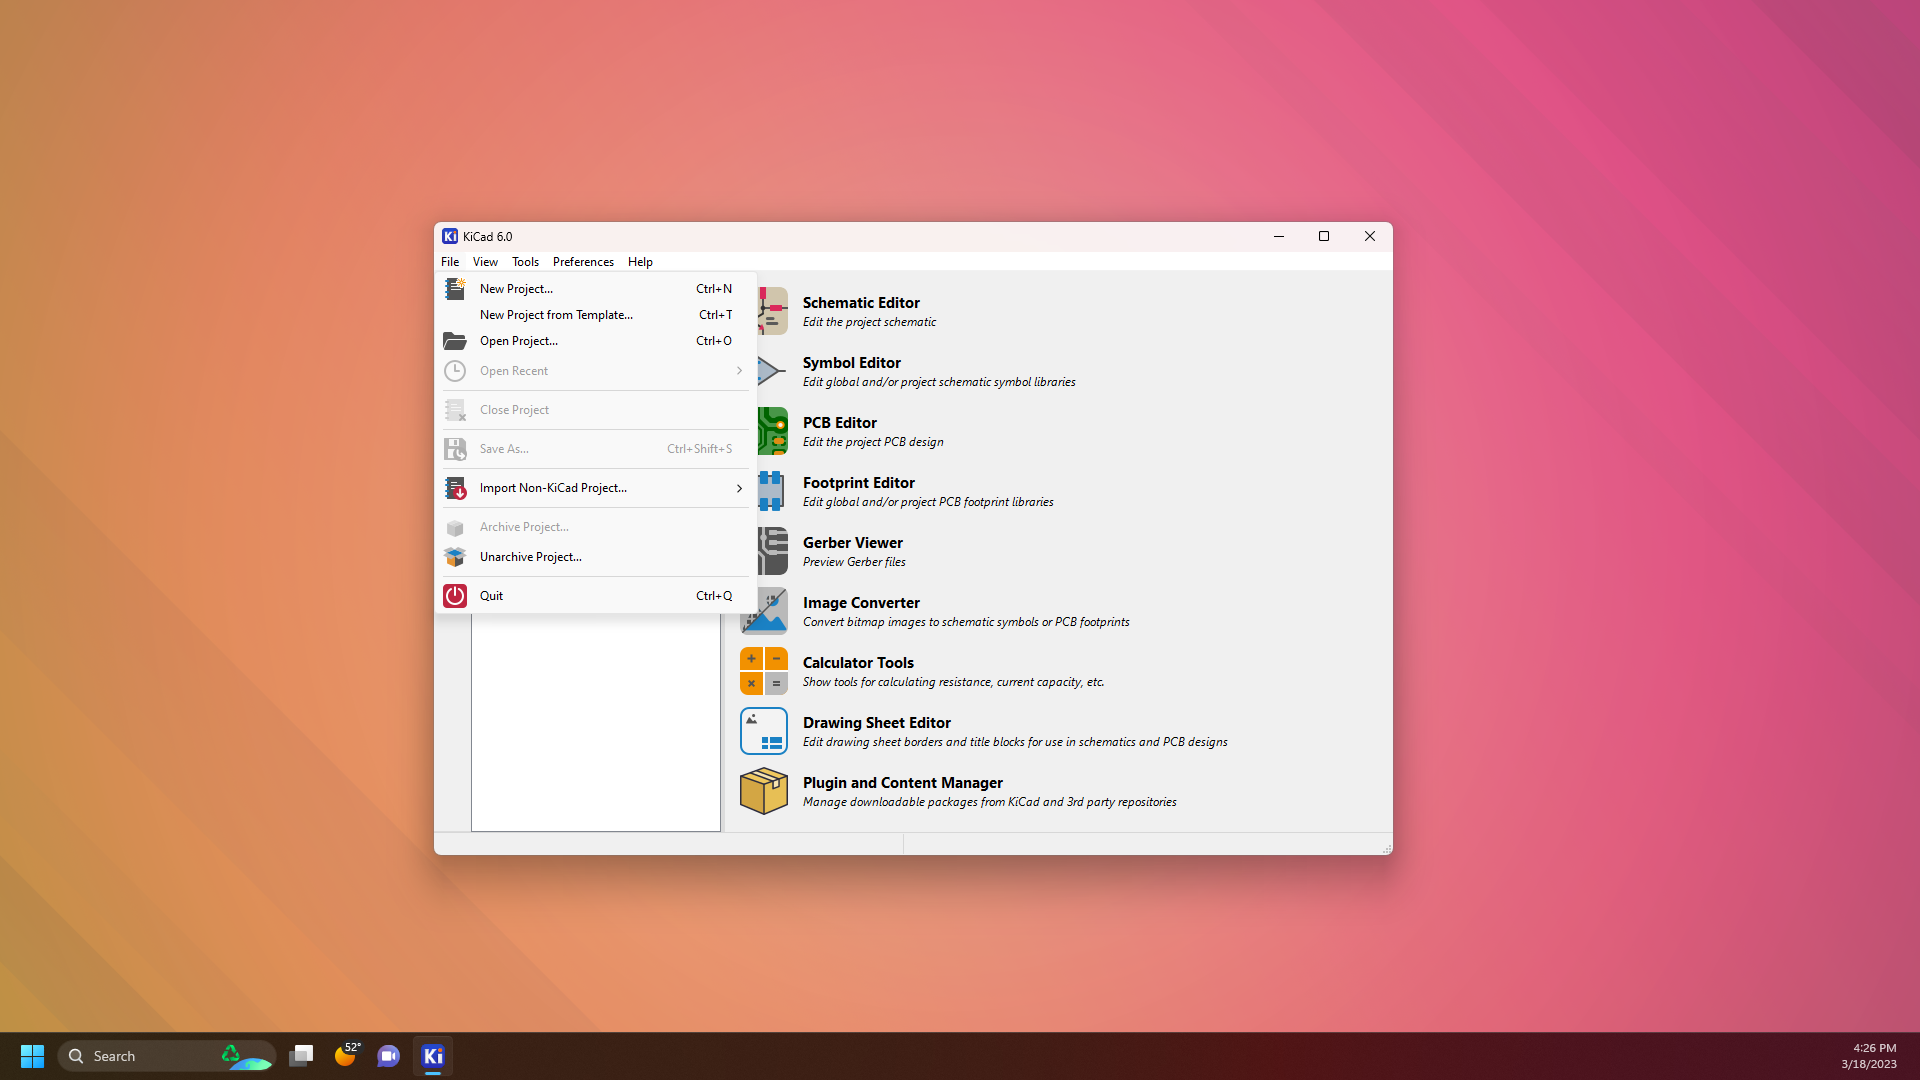 Ki KiCad 6.0
File View Tools Preferences Help
New Project... Ctrl+N
New Project from Template... Ctrl+T
Open Project... Ctrl+O
Open Recent
Close Project
Save As... Ctrl+Shift+S
Import Non-KiCad Project...
Archive Project...
Unarchive Project...
Quit Ctrl+Q
Schematic Editor
Edit the project schematic
Symbol Editor
Edit global and/or project schematic symbol libraries
PCB Editor
Edit the project PCB design
Footprint Editor
Edit global and/or project PCB footprint libraries
Gerber Viewer
Preview Gerber files
Image Converter
Convert bitmap images to schematic symbols or PCB footprints
Calculator Tools
Show tools for calculating resistance, current capacity, etc.
Drawing Sheet Editor
Edit drawing sheet borders and title blocks for use in schematics and PCB designs
Plugin and Content Manager
Manage downloadable packages from KiCad and 3rd party repositories
Search
52°
Ki
4:26 PM
3/18/2023